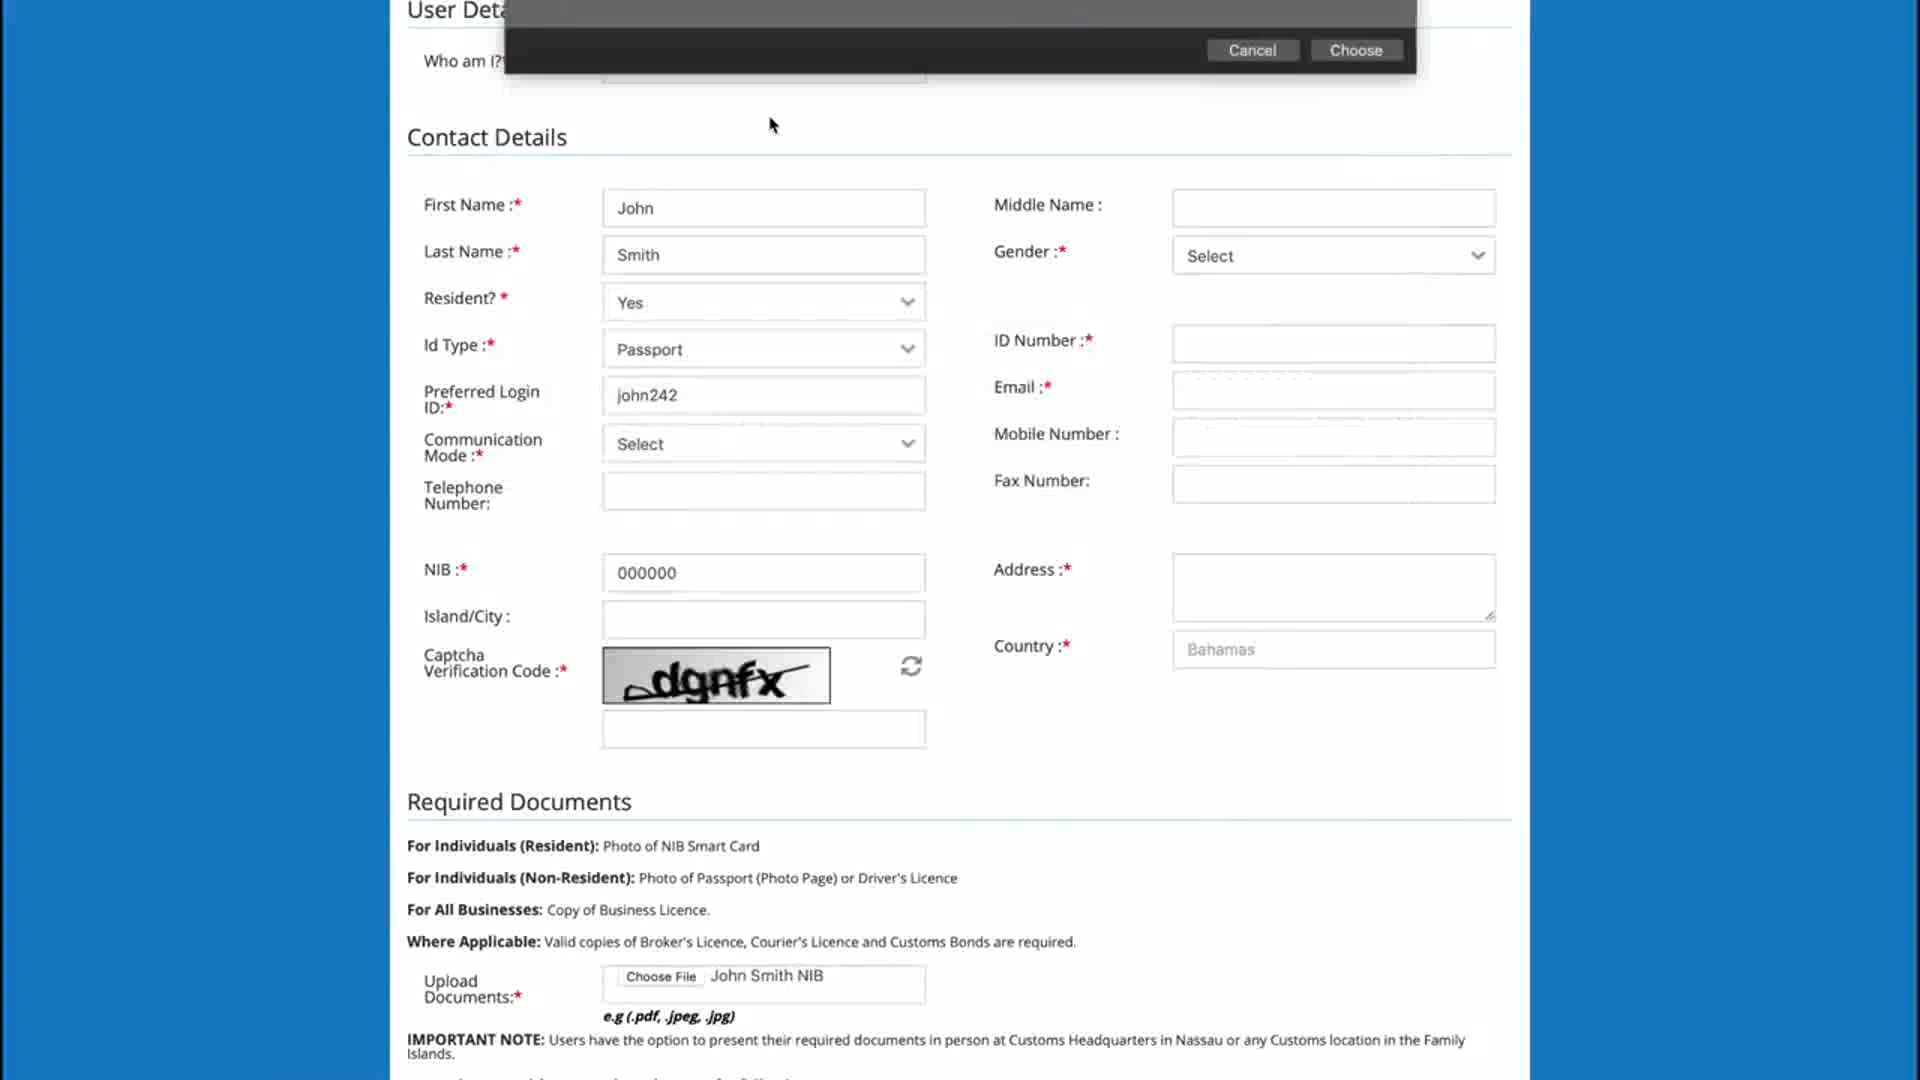 User Deta
Cancel Choose
Who am I?
Contact Details
First Name :* John Middle Name :
Last Name :* Smith Gender :* Select
Resident? * Yes
Id Type :* Passport ID Number :*
Preferred Login ID:* john242 Email :*
Communication Mode :* Select Mobile Number :
Telephone Number: Fax Number:
NIB :* 000000 Address :*
Island/City :
Captcha Verification Code :* dgnfx Country :* Bahamas
Required Documents
For Individuals (Resident): Photo of NIB Smart Card
For Individuals (Non-Resident): Photo of Passport (Photo Page) or Driver's Licence
For All Businesses: Copy of Business Licence.
Where Applicable: Valid copies of Broker's Licence, Courier's Licence and Customs Bonds are required.
Upload Documents:* Choose File John Smith NIB
e.g (.pdf, .jpeg, .jpg)
IMPORTANT NOTE: Users have the option to present their required documents in person at Customs Headquarters in Nassau or any Customs location in the Family
Islands.